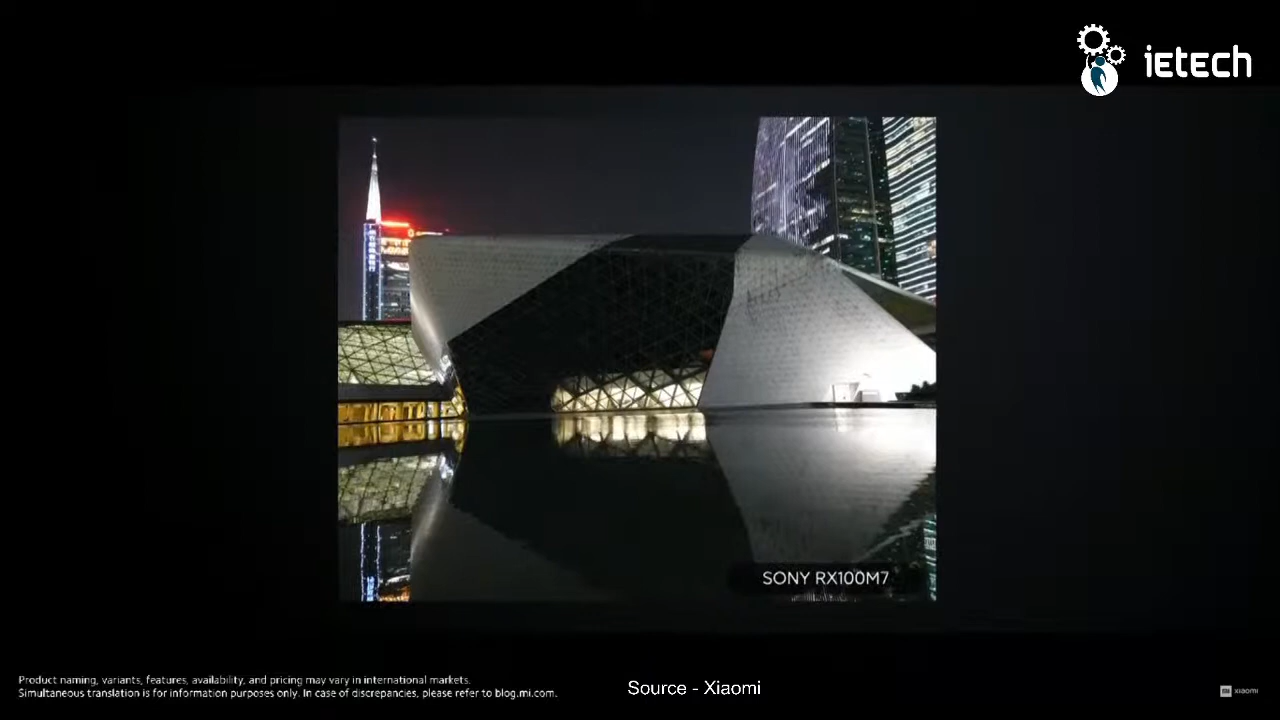 ietech
SONY RX100M7
Product naming, variants, features, availability, and pricing may vary in international markets.
Simultaneous translation is for information purposes only. In case of discrepancies, please refer to blog.mi.com.
Source - Xiaomi
xiaomi